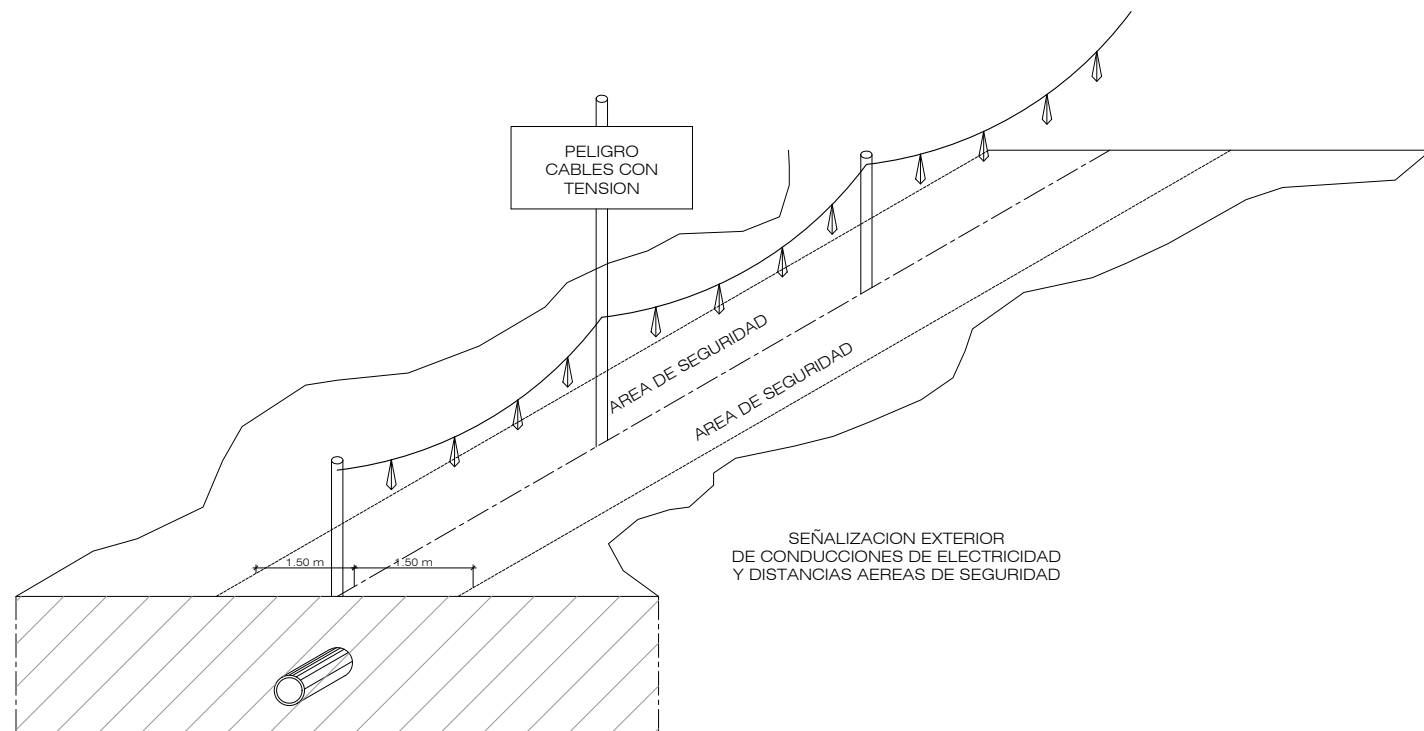 PELIGRO
CABLES CON
TENSION
AREA DE SEGURIDAD
AREA DE SEGURIDAD
1.50 m
1.50 m
SEÑALIZACION EXTERIOR
DE CONDUCCIONES DE ELECTRICIDAD
Y DISTANCIAS AEREAS DE SEGURIDAD